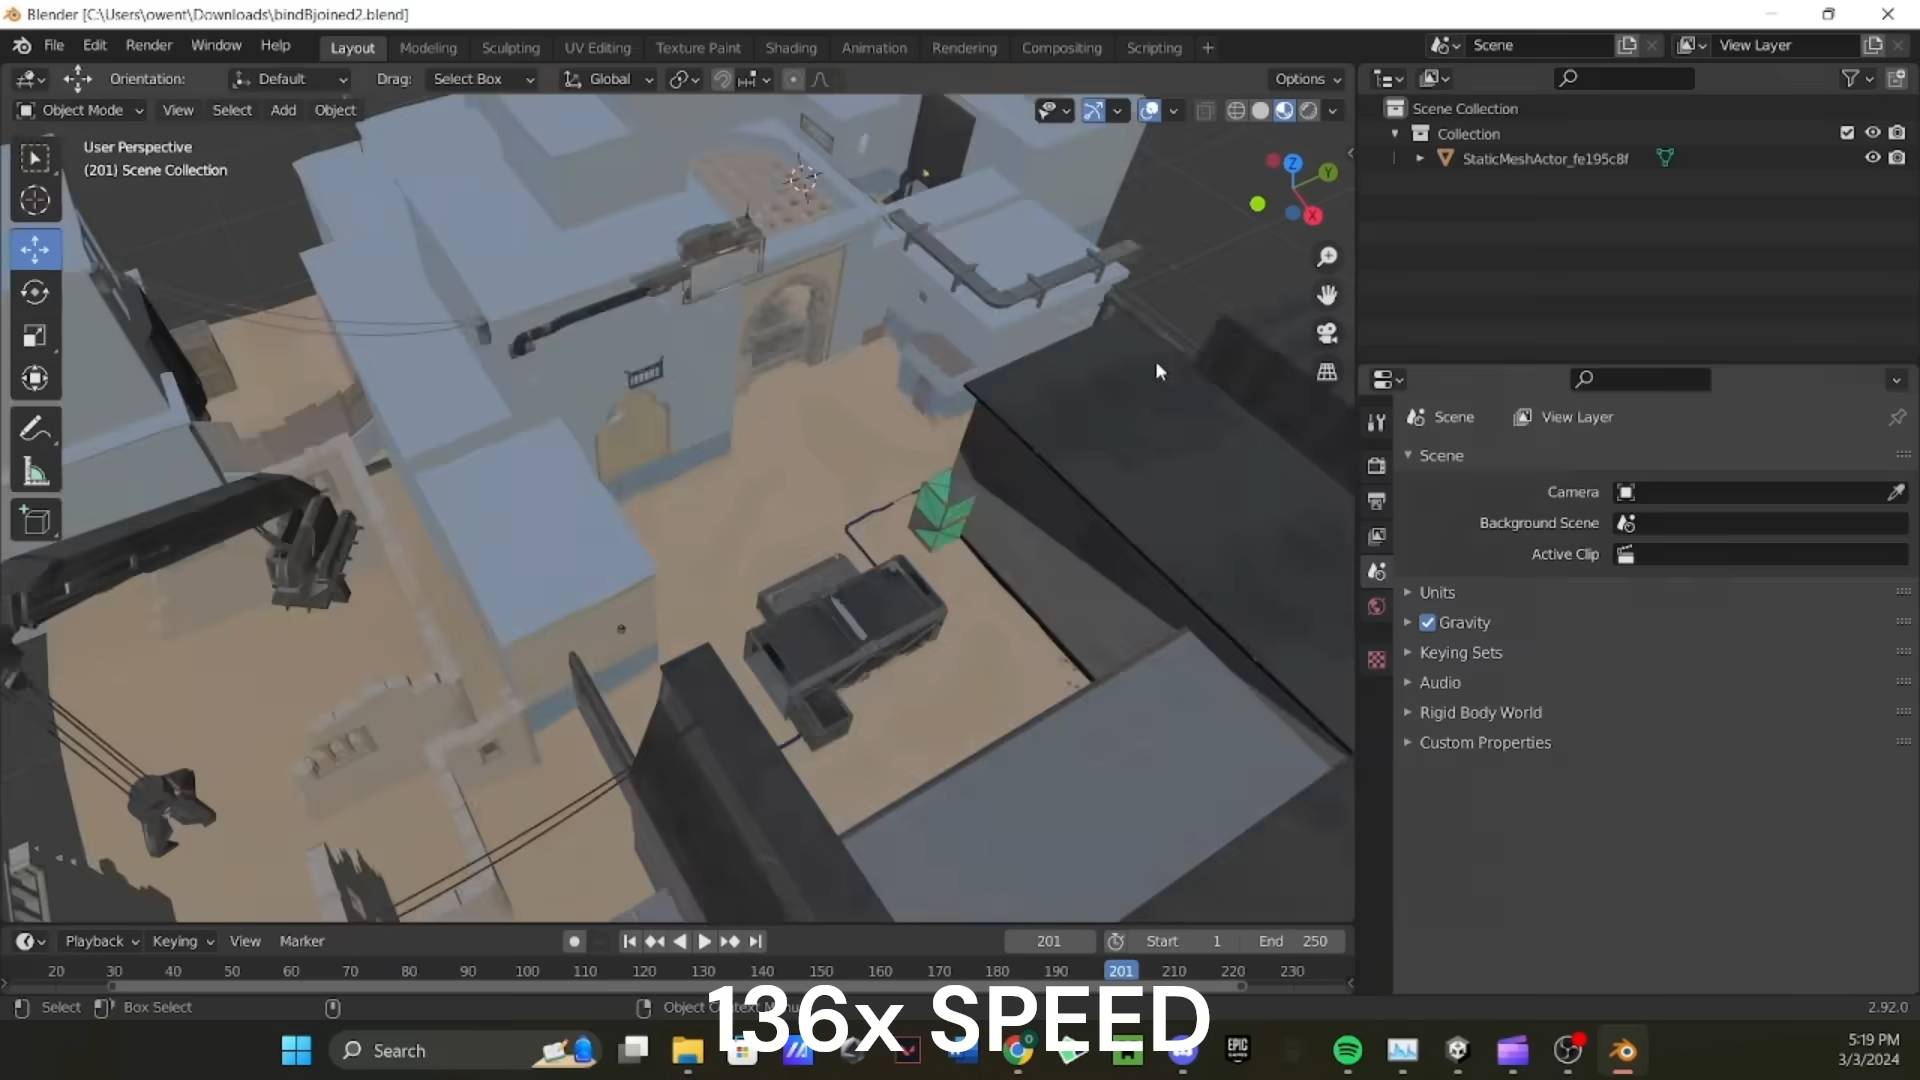 Blender [C:\Users\owent\Downloads\bindBjoined2.blend]
File Edit Render Window Help Layout Modeling Sculpting UV Editing Texture Paint Shading Animation Rendering Compositing Scripting + Scene View Layer
Orientation: Default Drag: Select Box Global Options
Object Mode View Select Add Object
User Perspective
(201) Scene Collection
Z
Y
X
Scene Collection
Collection
StaticMeshActor_fe195c8f
Scene View Layer
Scene
Camera
Background Scene
Active Clip
Units
Gravity
Keying Sets
Audio
Rigid Body World
Custom Properties
Playback Keying View Marker 201 Start 1 End 250
20 30 40 50 60 70 80 90 100 110 120 130 140 150 160 170 180 190 201 210 220 230
Select Box Select Object 2.92.0
136x SPEED
Search
EPIC
5:19 PM
3/3/2024